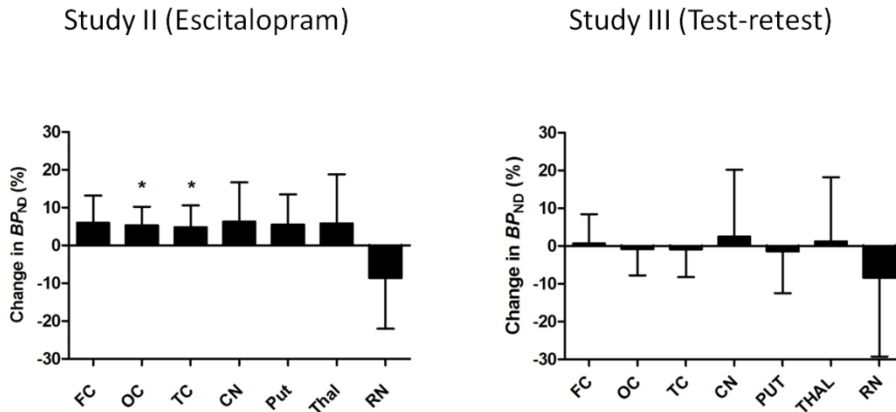 Study II (Escitalopram)
Study III (Test-retest)
Change in BPND (%)
30
20
10
0
-10
-20
-30
*
*
FC
OC
TC
CN
Put
Thal
RN
Change in BPND (%)
30
20
10
0
-10
-20
-30
FC
OC
TC
CN
PUT
THAL
RN